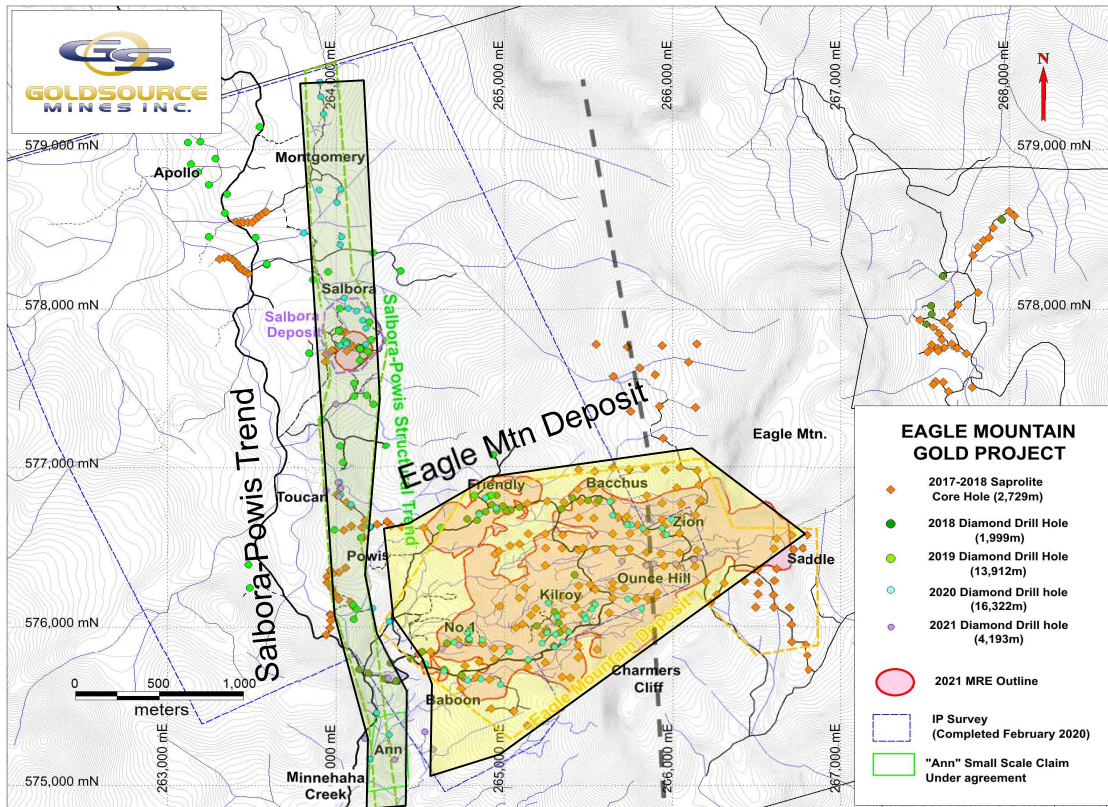 GS
GOLDSOURCE
MINES INC.
264,000 mE
265,000 mE
266,000 mE
267,000 mE
268,000 mE
N
579,000 mN
579,000 mN
Montgomery
Apollo
578,000 mN
578,000 mN
Salbora
Salbora
Deposit
Salbora-Powis Structural Trend
Salbora-Powis Trend
Eagle Mtn Deposit
Eagle Mtn.
577,000 mN
Friendly
Bacchus
Toucan
Zion
Powis
Saddle
Ounce Hill
Kilroy
576,000 mN
No.1
Eagle Mountain Deposit
Charmers
Cliff
Baboon
0
500
1,000
meters
Ann
575,000 mN
Minnehaha
Creek
263,000 mE
264,000 mE
265,000 mE
266,000 mE
EAGLE MOUNTAIN
GOLD PROJECT
2017-2018 Saprolite
Core Hole (2,729m)
2018 Diamond Drill Hole
(1,999m)
2019 Diamond Drill Hole
(13,912m)
2020 Diamond Drill hole
(16,322m)
2021 Diamond Drill hole
(4,193m)
2021 MRE Outline
IP Survey
(Completed February 2020)
"Ann" Small Scale Claim
Under agreement